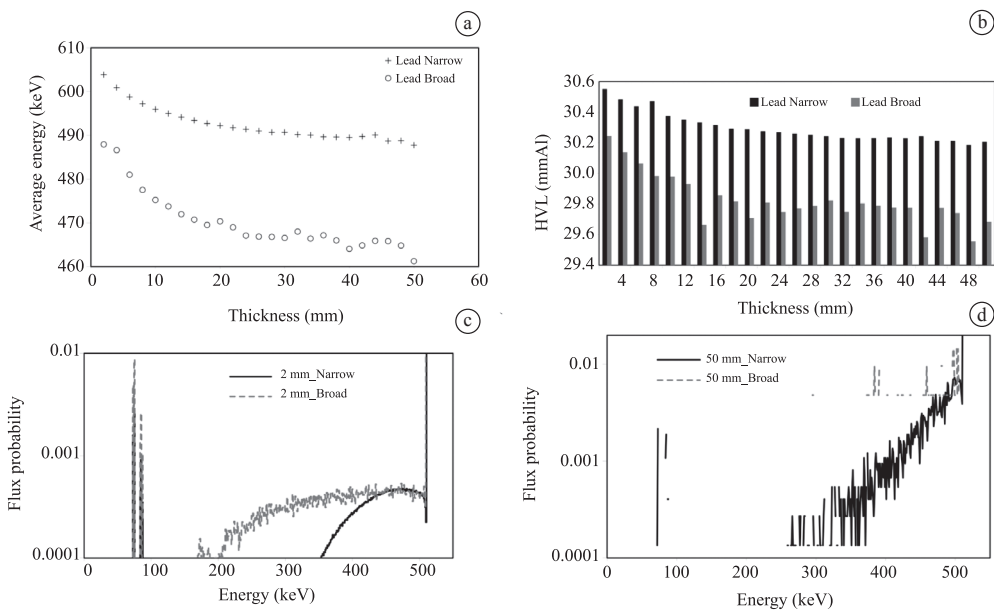 a
610
600
590
480
470
460
Average energy (keV)
+ Lead Narrow
○ Lead Broad
0 10 20 30 40 50 60
Thickness (mm)
b
30.6
30.4
30.2
30.0
29.8
29.6
29.4
HVL (mmAl)
Lead Narrow Lead Broad
4 8 12 16 20 24 28 32 36 40 44 48
Thickness (mm)
c
0.01
0.001
0.0001
Flux probability
2 mm_Narrow
2 mm_Broad
0 100 200 300 400 500
Energy (keV)
d
0.01
0.001
0.0001
Flux probability
50 mm_Narrow
50 mm_Broad
0 100 200 300 400 500
Energy (keV)